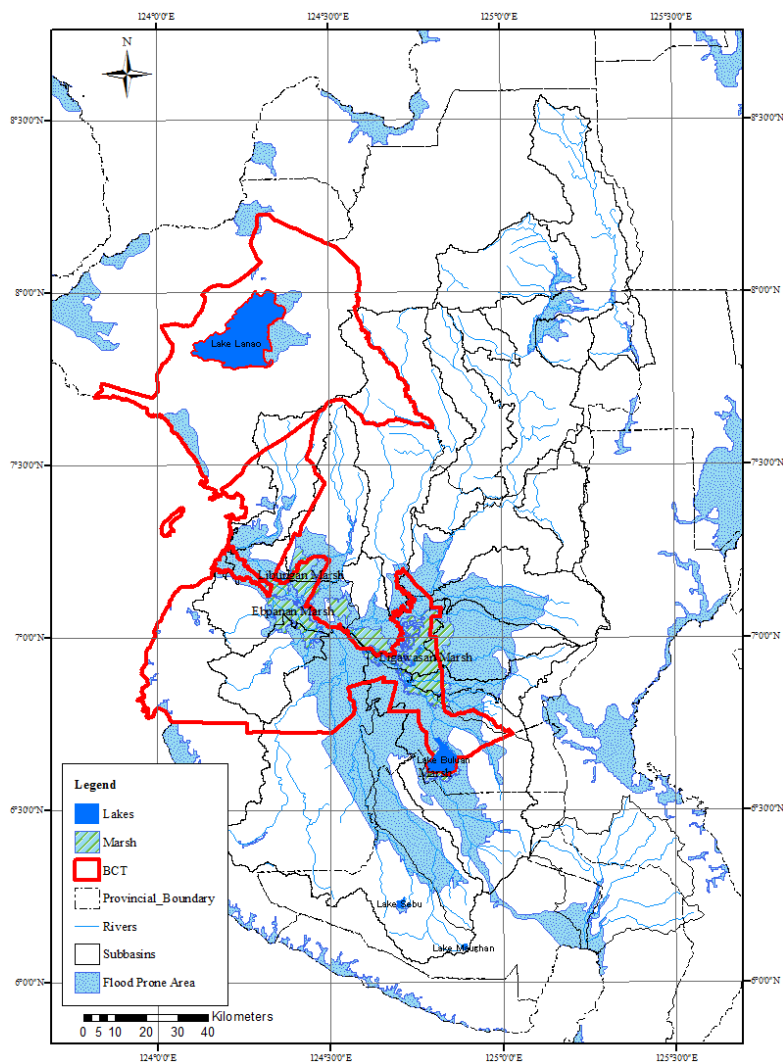 124°0'0"E
124°30'0"E
125°0'0"E
125°30'0"E
N
8°30'0"N
8°30'0"N
8°0'0"N
8°0'0"N
Lake Lanao
7°30'0"N
7°30'0"N
Libungan Marsh
Ebpanan Marsh
7°0'0"N
7°0'0"N
Ligawasan Marsh
Lake Buluan
Marsh
6°30'0"N
6°30'0"N
Legend
Lakes
Marsh
BCT
Provincial_Boundary
Rivers
Subbasins
Flood Prone Area
Lake Sebu
6°0'0"N
6°0'0"N
Kilometers
0 5 10 20 30 40
124°0'0"E
124°30'0"E
125°0'0"E
125°30'0"E